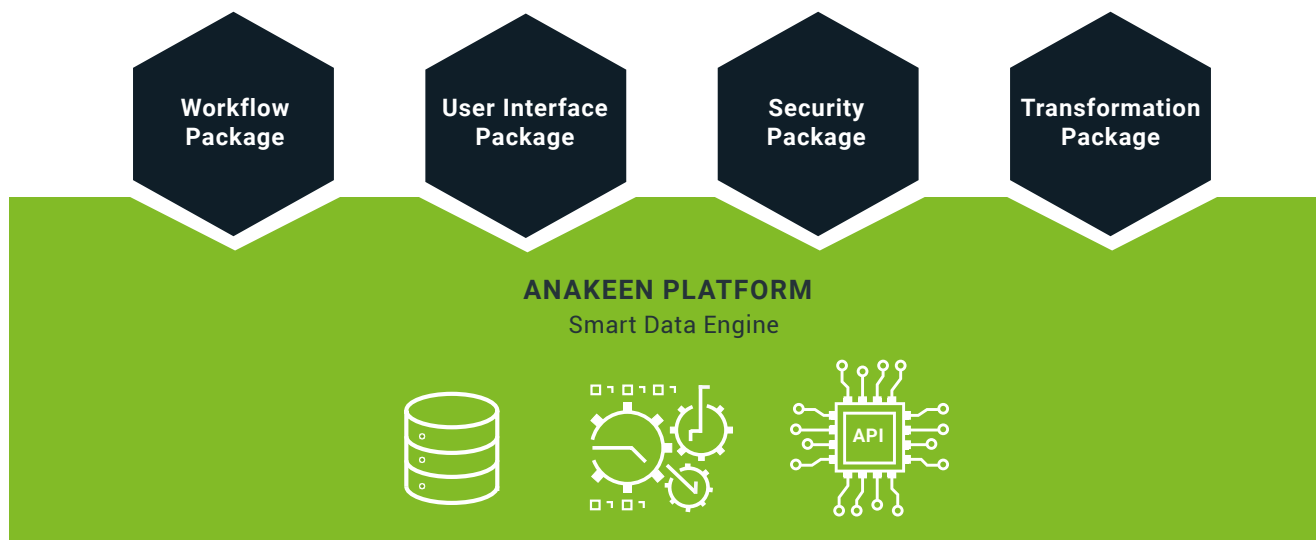 Workflow
Package
User Interface
Package
Security
Package
Transformation
Package
ANAKEEN PLATFORM
Smart Data Engine
API